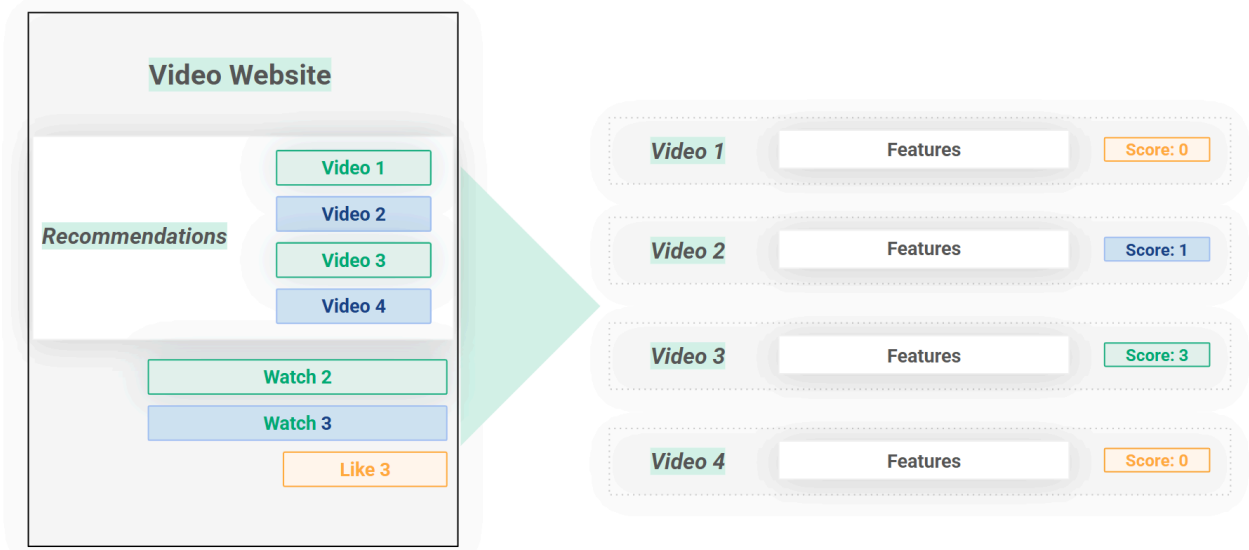 Video Website
Recommendations
Video 1
Video 2
Video 3
Video 4
Watch 2
Watch 3
Like 3
Video 1 Features Score: 0
Video 2 Features Score: 1
Video 3 Features Score: 3
Video 4 Features Score: 0